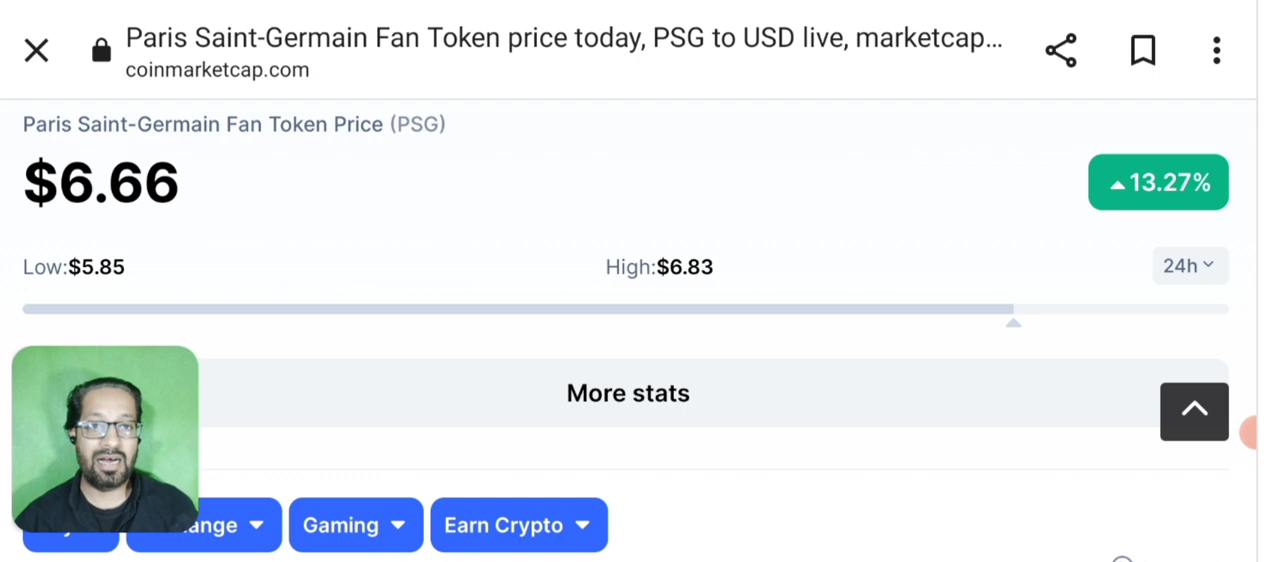 Paris Saint-Germain Fan Token price today, PSG to USD live, marketcap...
coinmarketcap.com
Paris Saint-Germain Fan Token Price (PSG)
$6.66
13.27%
Low:$5.85 High:$6.83 24h
More stats
Gaming Earn Crypto